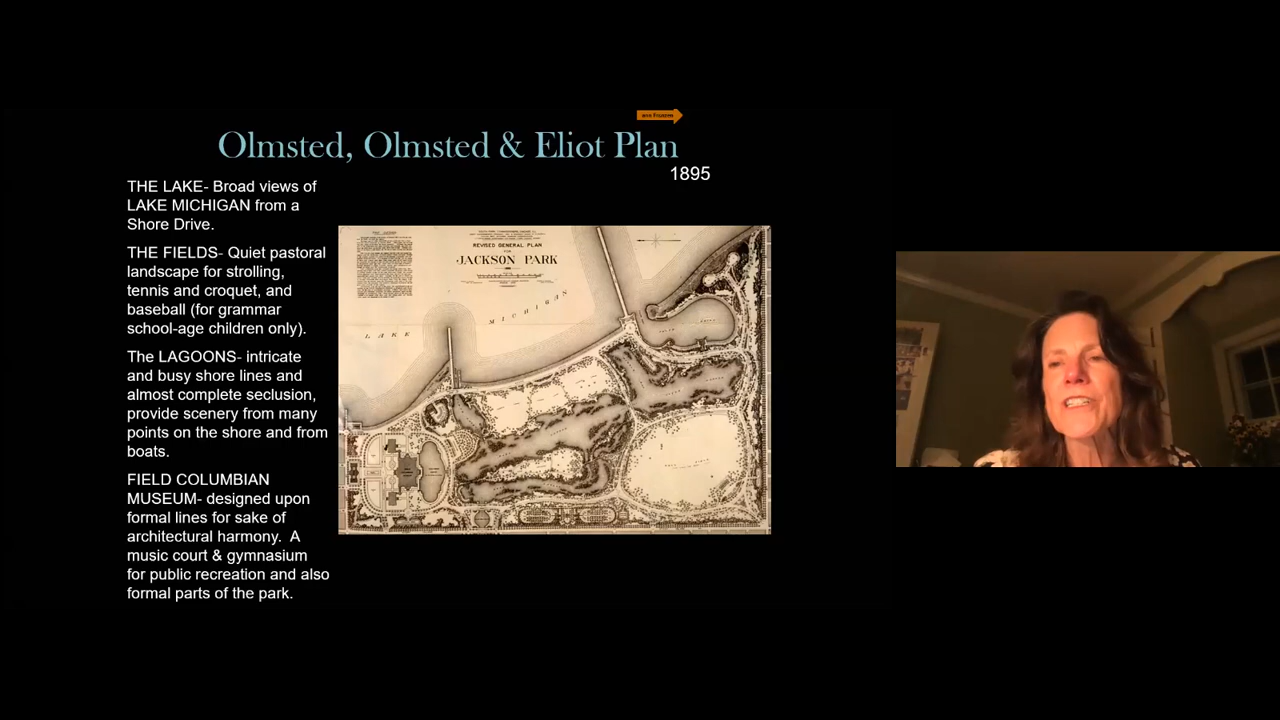 Olmsted, Olmsted & Eliot Plan
1895
THE LAKE- Broad views of
LAKE MICHIGAN from a
Shore Drive.
THE FIELDS- Quiet pastoral
landscape for strolling,
tennis and croquet, and
baseball (for grammar
school-age children only).
The LAGOONS- intricate
and busy shore lines and
almost complete seclusion,
provide scenery from many
points on the shore and from
boats.
FIELD COLUMBIAN
MUSEUM- designed upon
formal lines for sake of
architectural harmony. A
music court & gymnasium
for public recreation and also
formal parts of the park.
REVISED GENERAL PLAN
FOR
JACKSON PARK
LAKE MICHIGAN